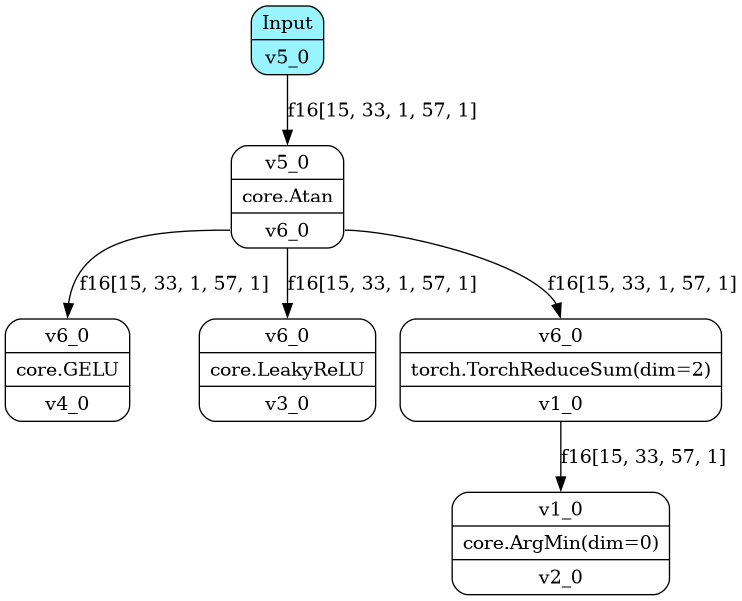 Input
v5_0
f16[15, 33, 1, 57, 1]
v5_0
core.Atan
v6_0
f16[15, 33, 1, 57, 1]
f16[15, 33, 1, 57, 1]
f16[15, 33, 1, 57, 1]
v6_0
core.GELU
v4_0
v6_0
core.LeakyReLU
v3_0
v6_0
torch.TorchReduceSum(dim=2)
v1_0
f16[15, 33, 57, 1]
v1_0
core.ArgMin(dim=0)
v2_0